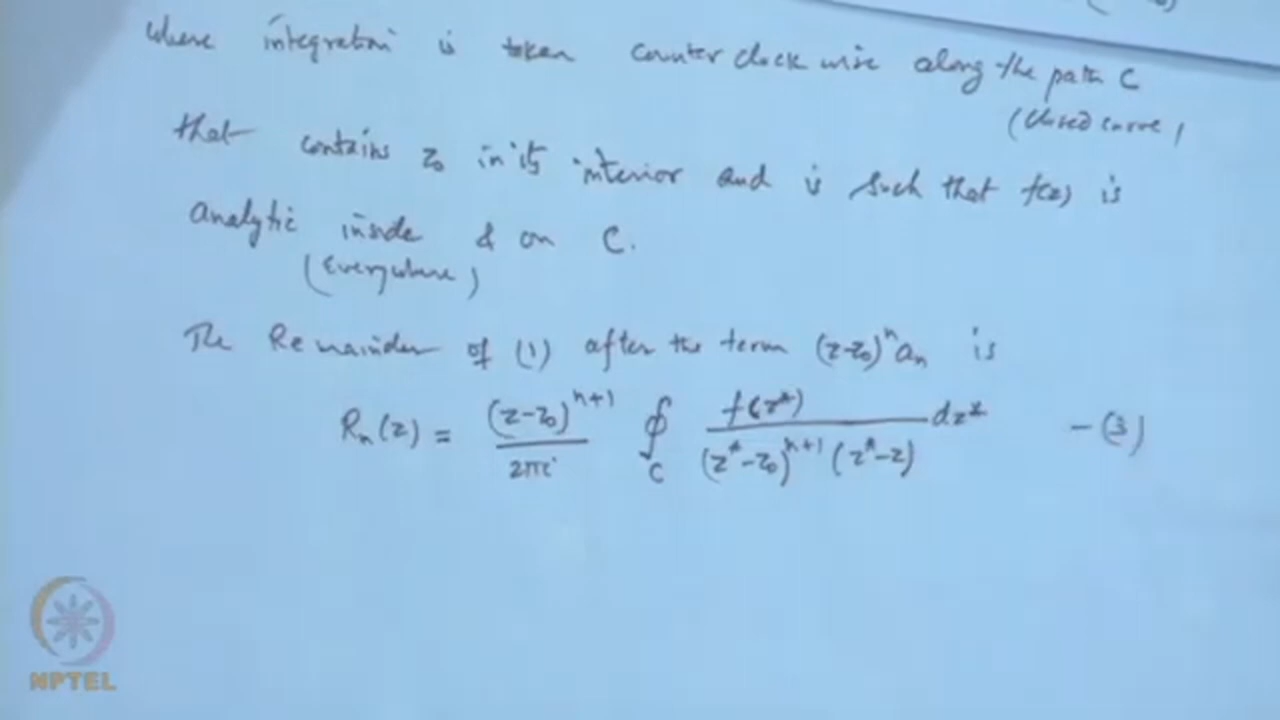 where integration is taken counter clock wise along the path C
(closed curve)
that contains z₀ in its interior and is such that f(z) is
analytic inside & on C.
(Everywhere)
The Remainder of (1) after the term (z-z₀)ⁿaₙ is
Rₙ(z) = (z-z₀)ⁿ⁺¹ / 2πi ∮_C f(z*) / (z*-z₀)ⁿ⁺¹ (z*-z) dz* -(3)
NPTEL